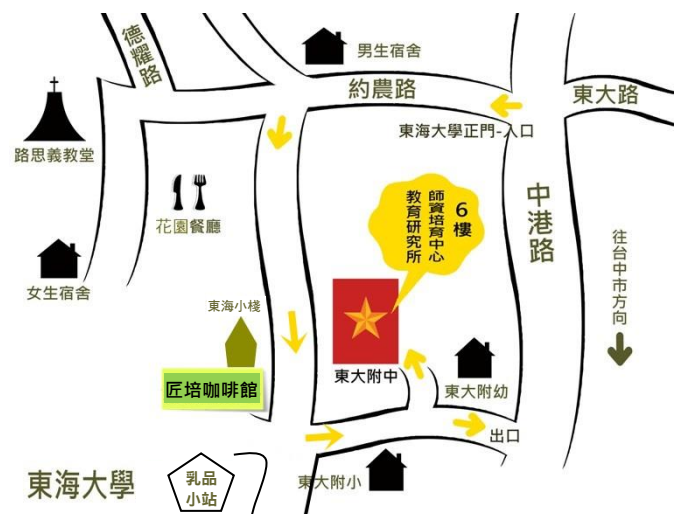 德耀路
男生宿舍
約農路
東大路
東海大學正門-入口
路思義教堂
花園餐廳
6樓
師資培育中心
教育研究所
中港路
往台中市方向
女生宿舍
東海小棧
匠培咖啡館
東大附中
東大附幼
出口
東海大學
乳品
小站
東大附小